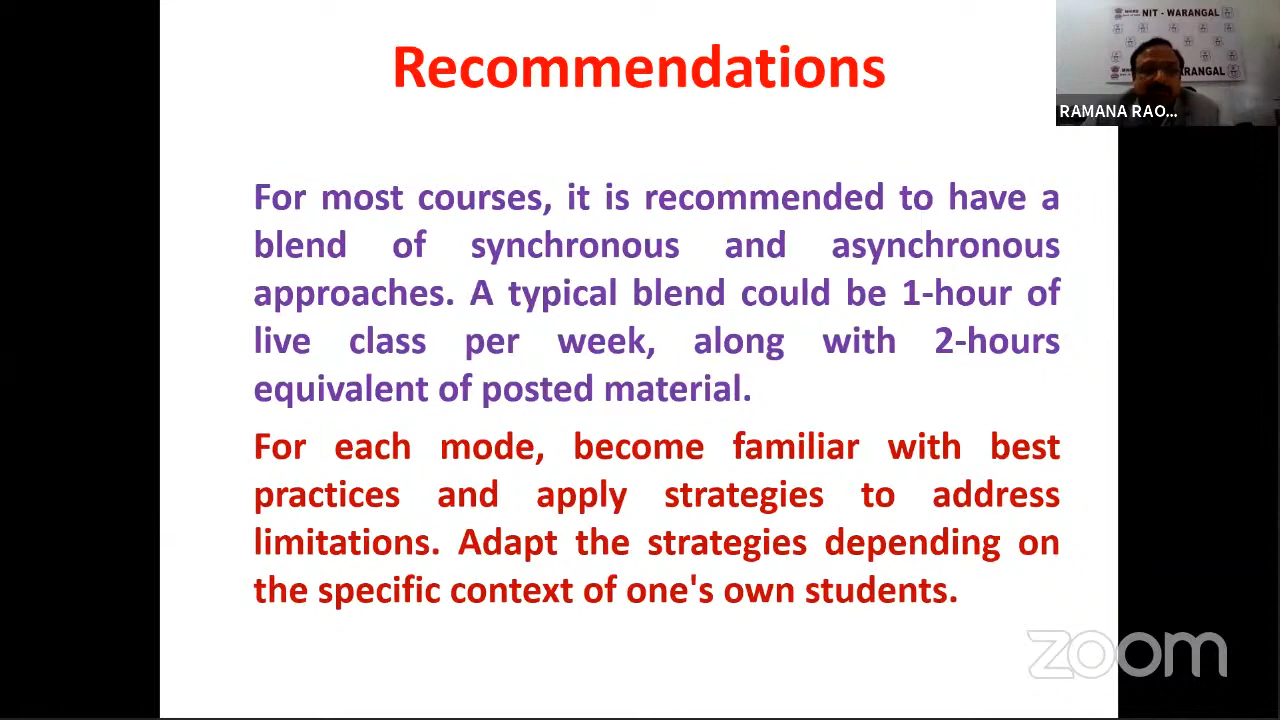 Recommendations
NIT - WARANGAL
WARANGAL
RAMANA RAO...
For most courses, it is recommended to have a
blend of synchronous and asynchronous
approaches. A typical blend could be 1-hour of
live class per week, along with 2-hours
equivalent of posted material.
For each mode, become familiar with best
practices and apply strategies to address
limitations. Adapt the strategies depending on
the specific context of one's own students.
zoom